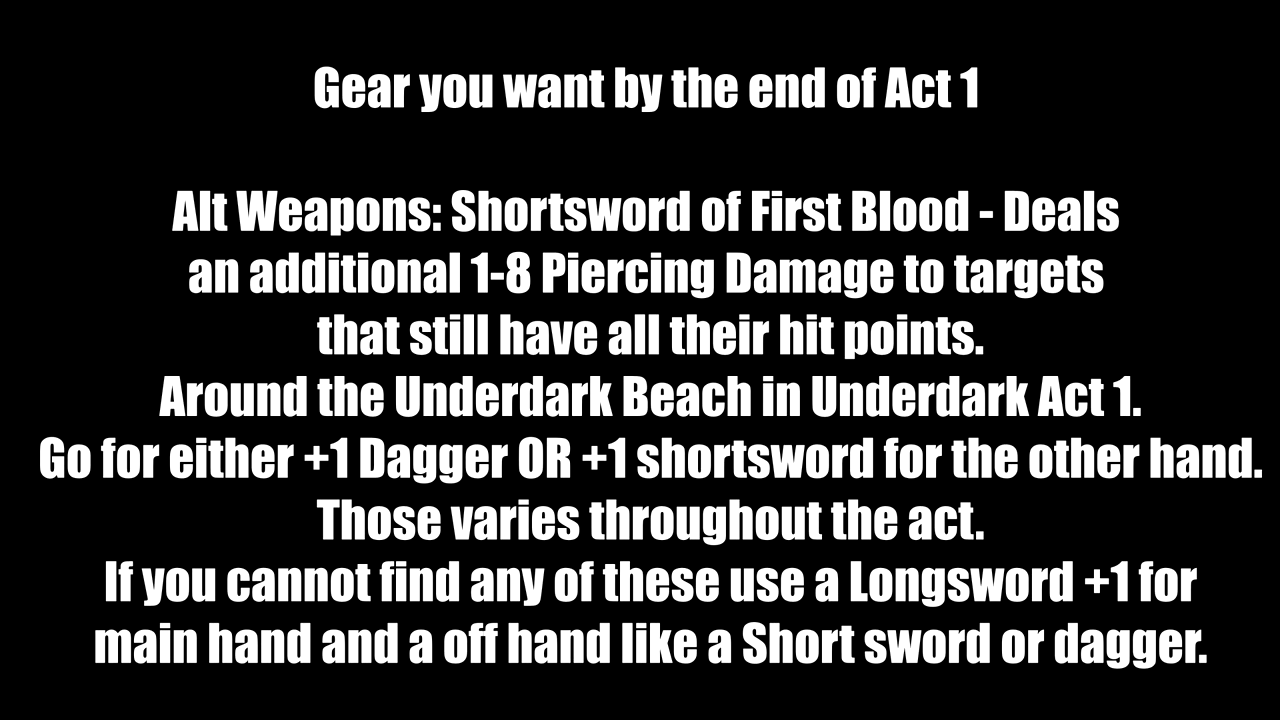 Gear you want by the end of Act 1
Alt Weapons: Shortsword of First Blood - Deals
an additional 1-8 Piercing Damage to targets
that still have all their hit points.
Around the Underdark Beach in Underdark Act 1.
Go for either +1 Dagger OR +1 shortsword for the other hand.
Those varies throughout the act.
If you cannot find any of these use a Longsword +1 for
main hand and a off hand like a Short sword or dagger.